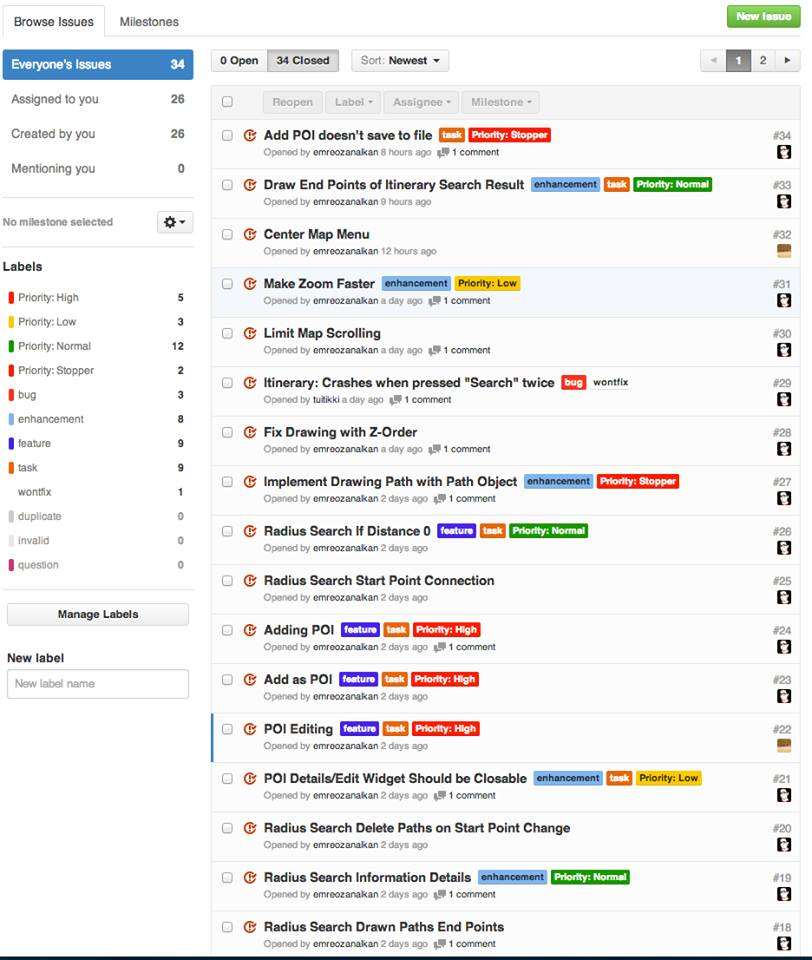 Browse Issues
Milestones
New Issue
Everyone's Issues 34
Assigned to you 26
Created by you 26
Mentioning you 0
No milestone selected
Labels
Priority: High 5
Priority: Low 3
Priority: Normal 12
Priority: Stopper 2
bug 3
enhancement 8
feature 9
task 9
wontfix 1
duplicate 0
invalid 0
question 0
Manage Labels
New label
New label name
0 Open 34 Closed Sort: Newest 1 2
Reopen Label Assignee Milestone
Add POI doesn't save to file task Priority: Stopper #34
Opened by emreozanalkan 8 hours ago 1 comment
Draw End Points of Itinerary Search Result enhancement task Priority: Normal #33
Opened by emreozanalkan 9 hours ago
Center Map Menu #32
Opened by emreozanalkan 12 hours ago
Make Zoom Faster enhancement Priority: Low #31
Opened by emreozanalkan a day ago 1 comment
Limit Map Scrolling #30
Opened by emreozanalkan a day ago 1 comment
Itinerary: Crashes when pressed "Search" twice bug wontfix #29
Opened by tuitikki a day ago 1 comment
Fix Drawing with Z-Order #28
Opened by emreozanalkan a day ago 1 comment
Implement Drawing Path with Path Object enhancement Priority: Stopper #27
Opened by emreozanalkan 2 days ago 1 comment
Radius Search If Distance 0 feature task Priority: Normal #26
Opened by emreozanalkan 2 days ago
Radius Search Start Point Connection #25
Opened by emreozanalkan 2 days ago
Adding POI feature task Priority: High #24
Opened by emreozanalkan 2 days ago 1 comment
Add as POI feature task Priority: High #23
Opened by emreozanalkan 2 days ago
POI Editing feature task Priority: High #22
Opened by emreozanalkan 2 days ago
POI Details/Edit Widget Should be Closable enhancement task Priority: Low #21
Opened by emreozanalkan 2 days ago 1 comment
Radius Search Delete Paths on Start Point Change #20
Opened by emreozanalkan 2 days ago
Radius Search Information Details enhancement Priority: Normal #19
Opened by emreozanalkan 2 days ago 1 comment
Radius Search Drawn Paths End Points #18
Opened by emreozanalkan 2 days ago 1 comment